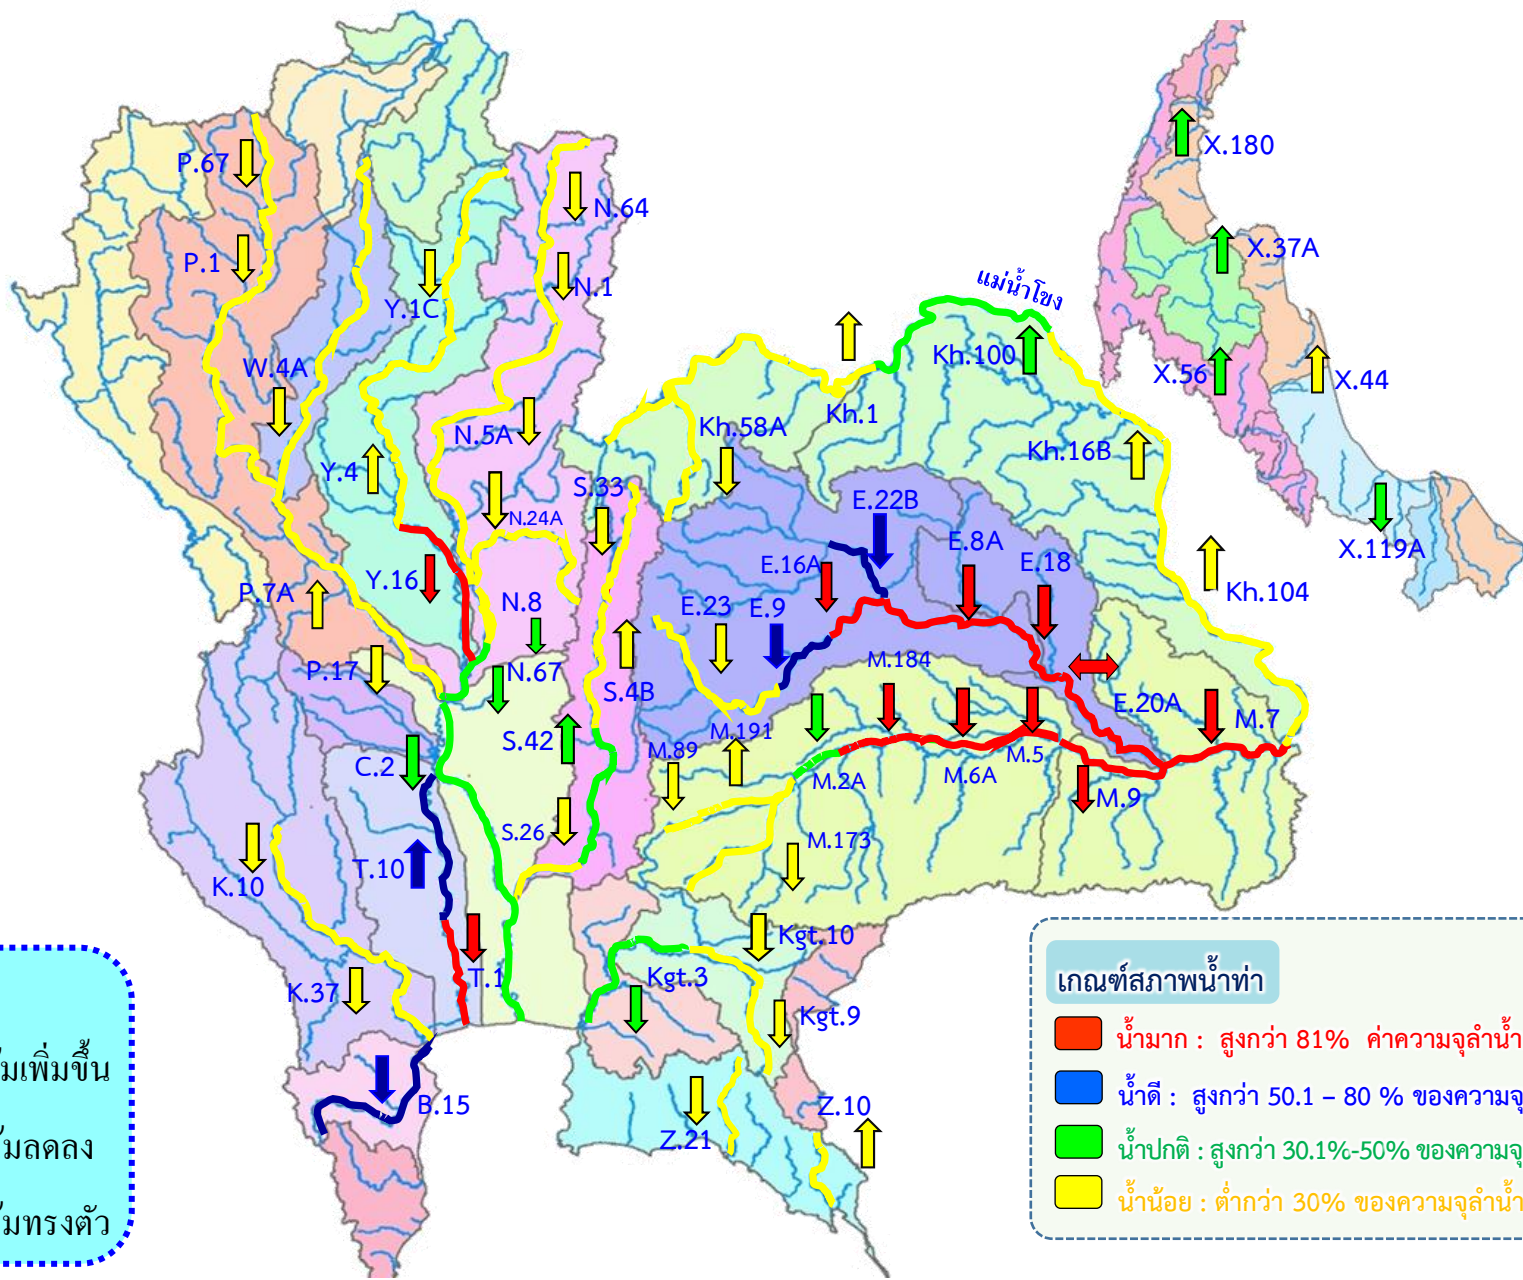 X.180
P.67
N.64
P.1
X.37A
N.1
แม่น้ำโขง
Y.1C
Kh.100
W.4A
X.56
X.44
Kh.1
Kh.58A
N.5A
Kh.16B
Y.4
S.33
E.22B
N.24A
E.8A
X.119A
E.16A
E.18
Y.16
P.7A
Kh.104
N.8
E.23
E.9
P.17
N.67
M.184
S.4B
E.20A
M.7
S.42
M.191
M.89
C.2
M.2A
M.6A
M.5
M.9
S.26
M.173
T.10
K.10
Kgt.10
T.1
Kgt.3
K.37
Kgt.9
B.15
Z.10
Z.21
มเพิ่มขึ้น
มลดลง
มทรงตัว
เกณฑ์สภาพน้ำท่า
น้ำมาก : สูงกว่า 81% ค่าความจุลำน้ำ
น้ำดี : สูงกว่า 50.1 – 80 % ของความจุ
น้ำปกติ : สูงกว่า 30.1%-50% ของความจุ
น้ำน้อย : ต่ำกว่า 30% ของความจุลำน้ำ